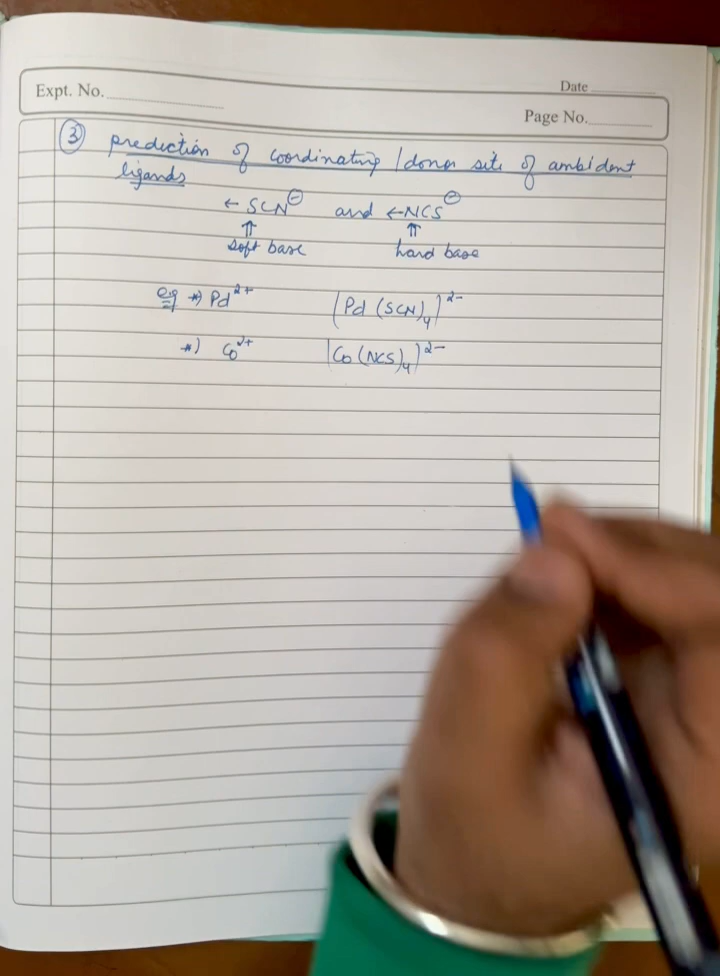 Expt. No.
Date
Page No.
③ prediction of coordinating / donor site of ambident
ligands
← SCN⊖ and ← NCS⊖
⇑ ⇑
soft base hard base
eg *) Pd²⁺ [Pd (SCN)₄]²⁻
*) Co²⁺ [Co (NCS)₄]²⁻